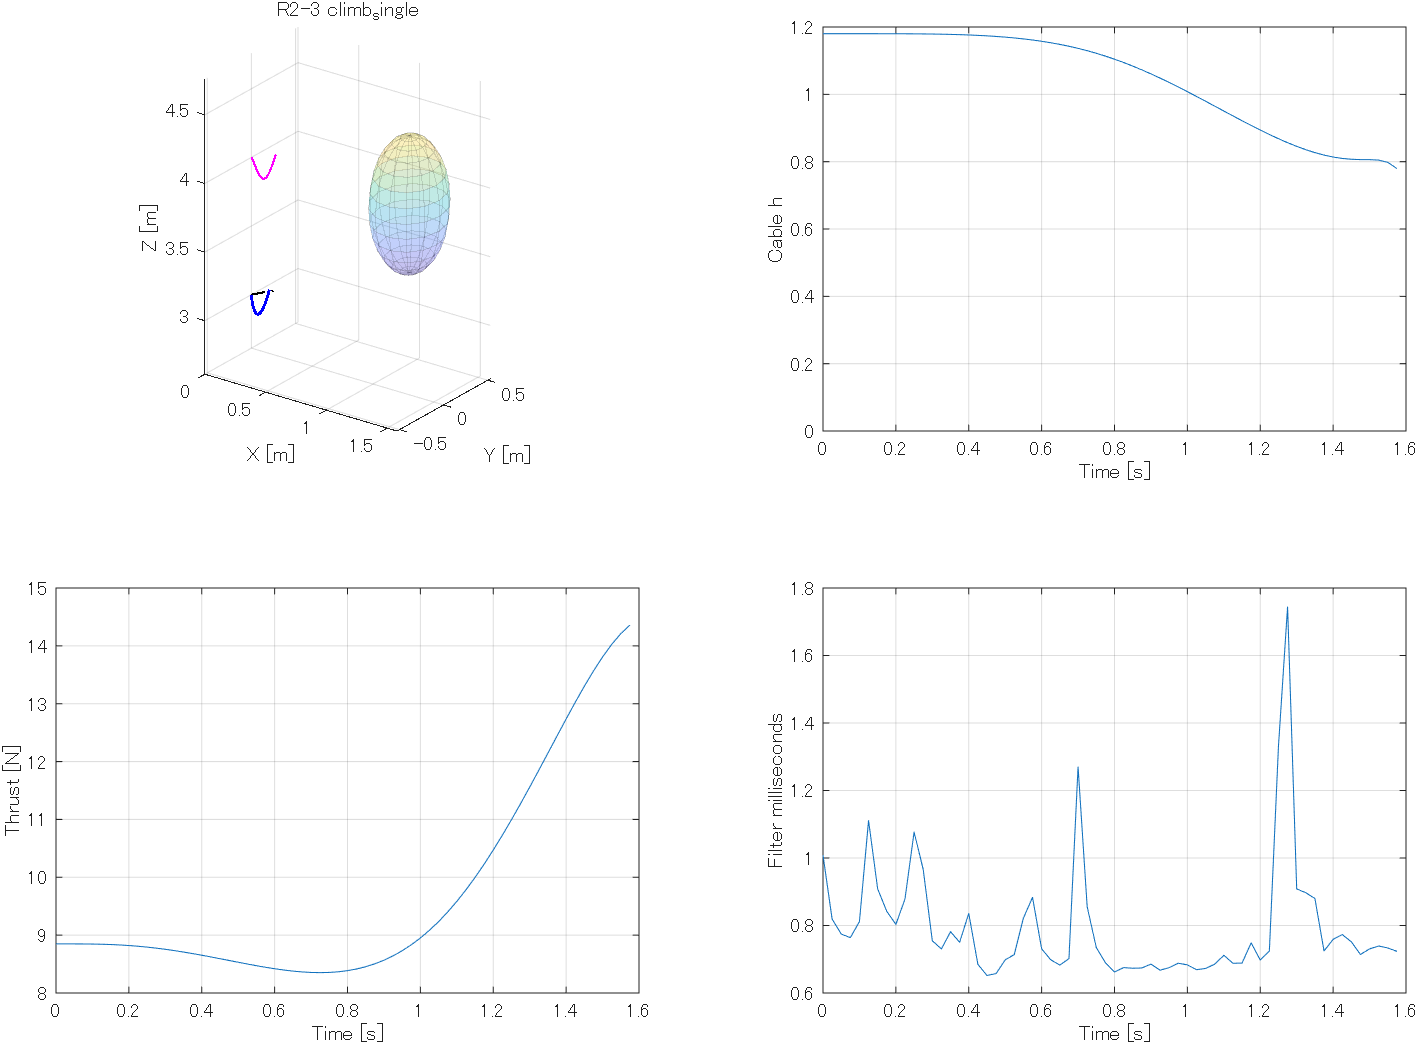 R2-3 climbsingle
4.5
4
3.5
3
Z [m]
0
0.5
1
1.5
X [m]
-0.5
0
0.5
Y [m]
1.2
1
0.8
0.6
0.4
0.2
0
Cable h
0 0.2 0.4 0.6 0.8 1 1.2 1.4 1.6
Time [s]
15
14
13
12
11
10
9
8
Thrust [N]
0 0.2 0.4 0.6 0.8 1 1.2 1.4 1.6
Time [s]
1.8
1.6
1.4
1.2
1
0.8
0.6
Filter milliseconds
0 0.2 0.4 0.6 0.8 1 1.2 1.4 1.6
Time [s]